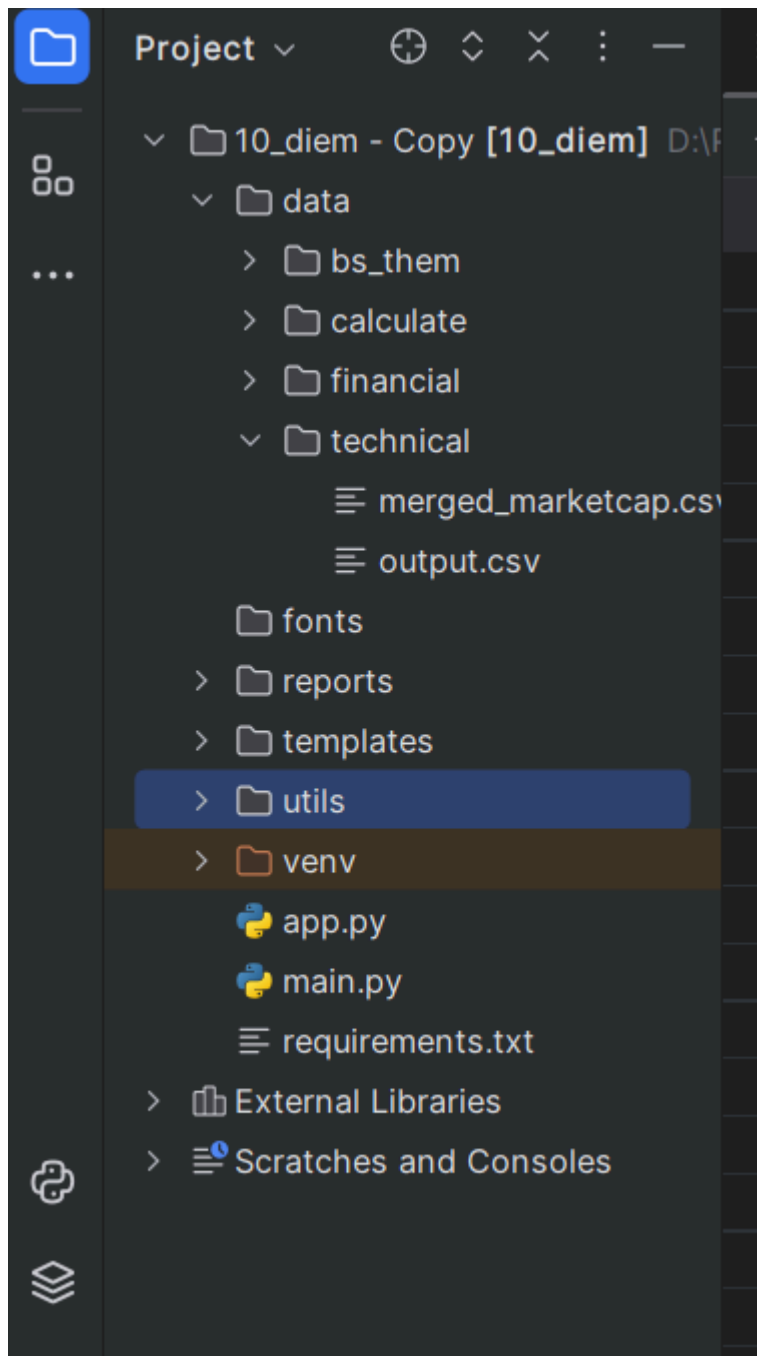 Project
10_diem - Copy [10_diem] D:\
data
bs_them
calculate
financial
technical
merged_marketcap.csv
output.csv
fonts
reports
templates
utils
venv
app.py
main.py
requirements.txt
External Libraries
Scratches and Consoles